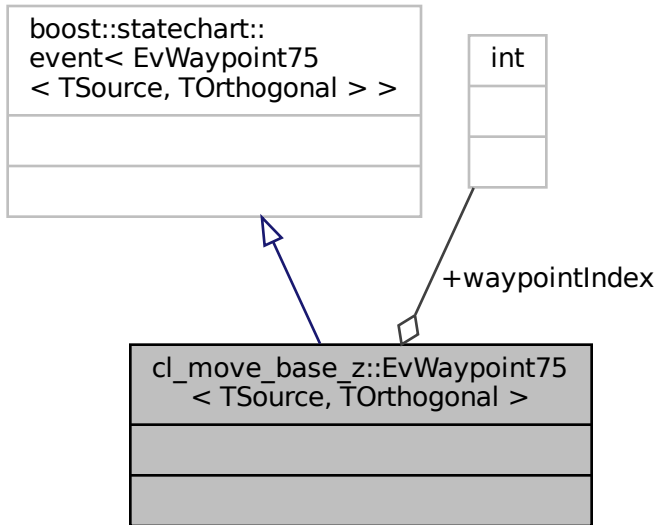 boost::statechart::
event< EvWaypoint75
< TSource, TOrthogonal > >
int
+waypointIndex
cl_move_base_z::EvWaypoint75
< TSource, TOrthogonal >